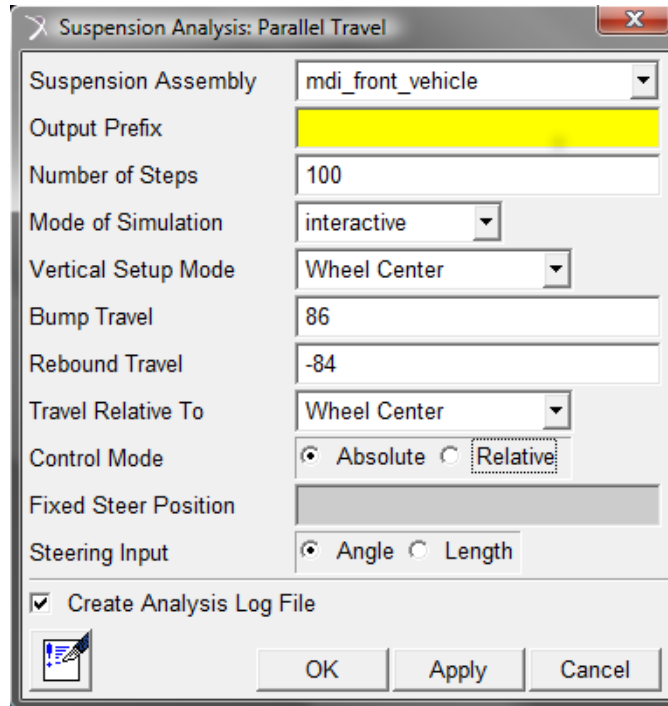 Suspension Analysis: Parallel Travel
Suspension Assembly mdi_front_vehicle
Output Prefix
Number of Steps 100
Mode of Simulation interactive
Vertical Setup Mode Wheel Center
Bump Travel 86
Rebound Travel -84
Travel Relative To Wheel Center
Control Mode Absolute Relative
Fixed Steer Position
Steering Input Angle Length
Create Analysis Log File
OK Apply Cancel